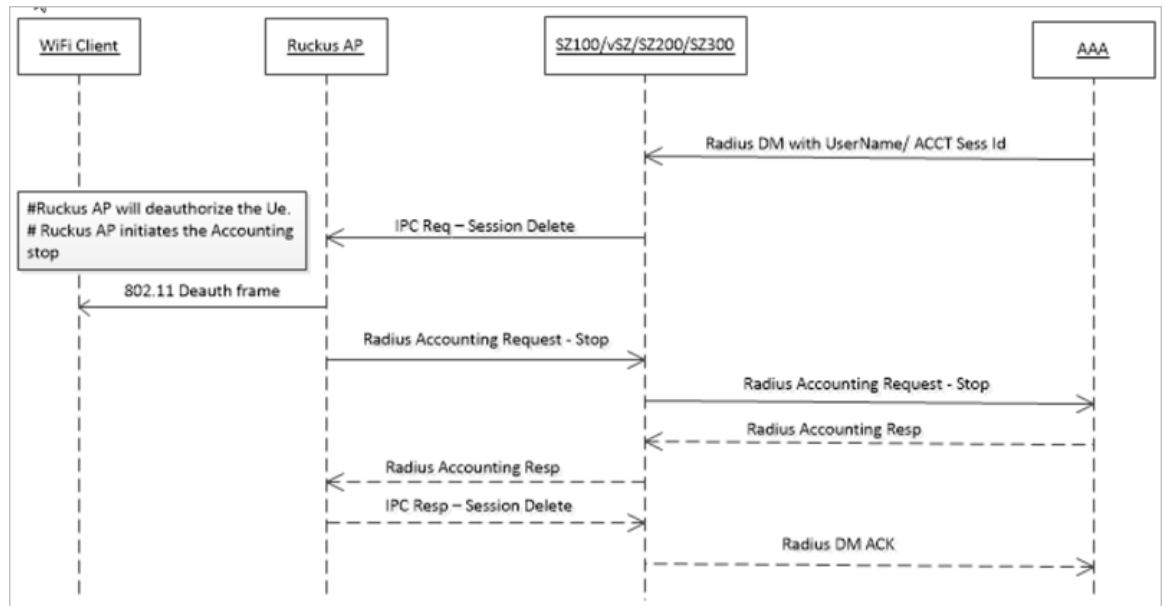 WiFi Client
Ruckus AP
SZ100/vSZ/SZ200/SZ300
AAA
Radius DM with UserName/ ACCT Sess Id
#Ruckus AP will deauthorize the Ue.
# Ruckus AP initiates the Accounting
stop
IPC Req – Session Delete
802.11 Deauth frame
Radius Accounting Request - Stop
Radius Accounting Request - Stop
Radius Accounting Resp
Radius Accounting Resp
IPC Resp – Session Delete
Radius DM ACK